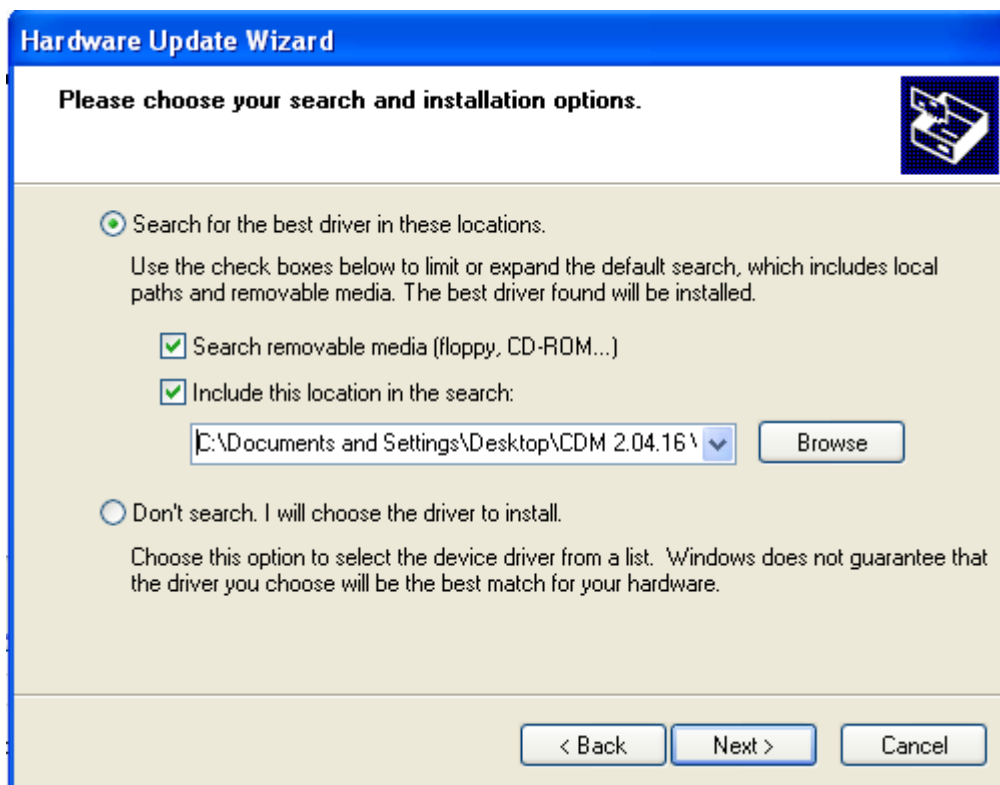 Hardware Update Wizard
Please choose your search and installation options.
Search for the best driver in these locations.
Use the check boxes below to limit or expand the default search, which includes local
paths and removable media. The best driver found will be installed.
Search removable media (floppy, CD-ROM...)
Include this location in the search:
C:\Documents and Settings\Desktop\CDM 2.04.16 \
Browse
Don't search. I will choose the driver to install.
Choose this option to select the device driver from a list.  Windows does not guarantee that
the driver you choose will be the best match for your hardware.
< Back
Next >
Cancel